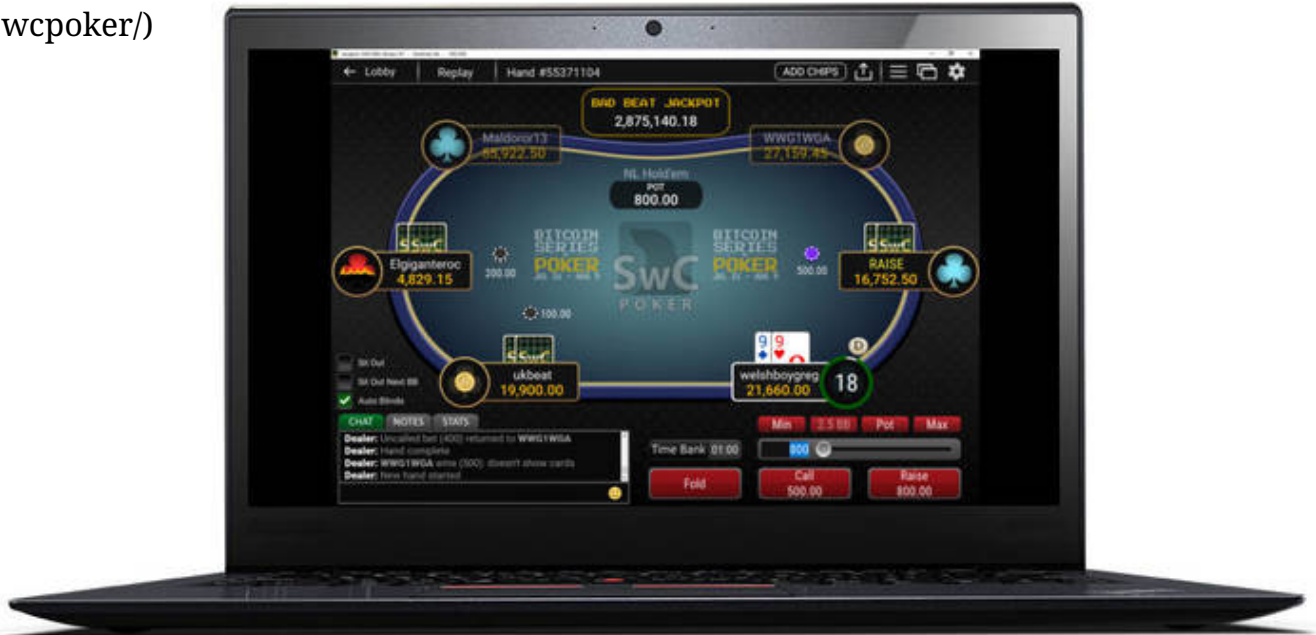 wcpoker/)
Lobby Replay Hand #55371104 ADD CHIPS
BAD BEAT JACKPOT
2,875,140.18
Maldoror13
65,922.50
WWG1WGA
27,159.45
NL Hold'em
POT
800.00
SSwC
Elgiganteroc
4,829.15
200.00
BITCOIN
SERIES
POKER
SwC
POKER
BITCOIN
SERIES
POKER
500.00
SSwC
RAISE
16,752.50
100.00
SSwC
ukbeat
19,900.00
9 9
D
welshboygreg
21,660.00
18
Sit Out
Sit Out Next BB
Auto Blinds
CHAT NOTES STATS
Dealer: Uncalled bet (400) returned to WWG1WGA
Dealer: Hand complete
Dealer: WWG1WGA wins (500) doesn't show cards
Dealer: New hand started
Time Bank 01:00
Min 2.5 BB Pot Max
800
Fold
Call
500.00
Raise
800.00